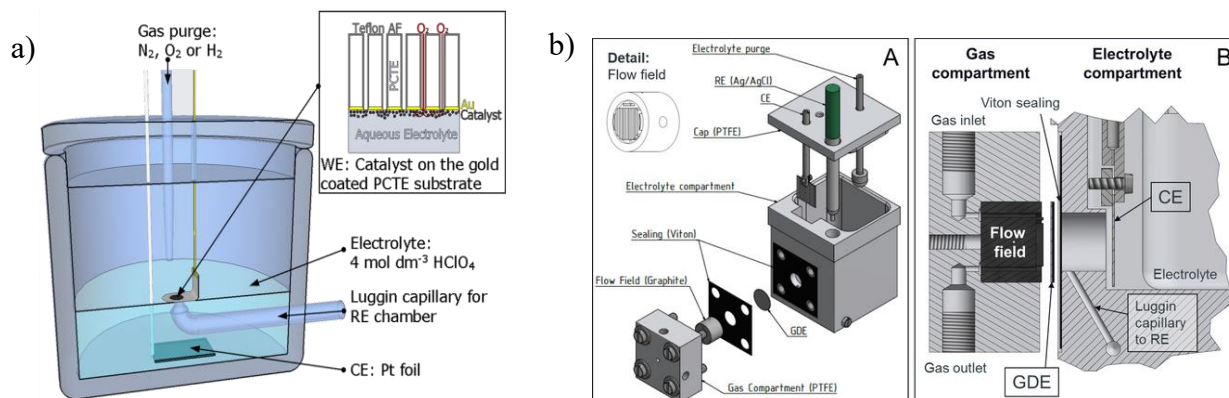 a)
Gas purge:
N₂, O₂ or H₂
Teflon AF
O₂ O₂
PCTE
Au
Catalyst
Aqueous Electrolyte
WE: Catalyst on the gold
coated PCTE substrate
Electrolyte:
4 mol dm⁻³ HClO₄
Luggin capillary for
RE chamber
CE: Pt foil
b)
A
Detail:
Flow field
Electrolyte purge
RE (Ag/AgCl)
CE
Cap (PTFE)
Electrolyte compartment
Sealing (Viton)
Flow Field (Graphite)
GDE
Gas Compartment (PTFE)
B
Gas
compartment
Electrolyte
compartment
Viton sealing
Gas inlet
CE
Flow
field
Electrolyte
Luggin
capillary
to RE
Gas outlet
GDE